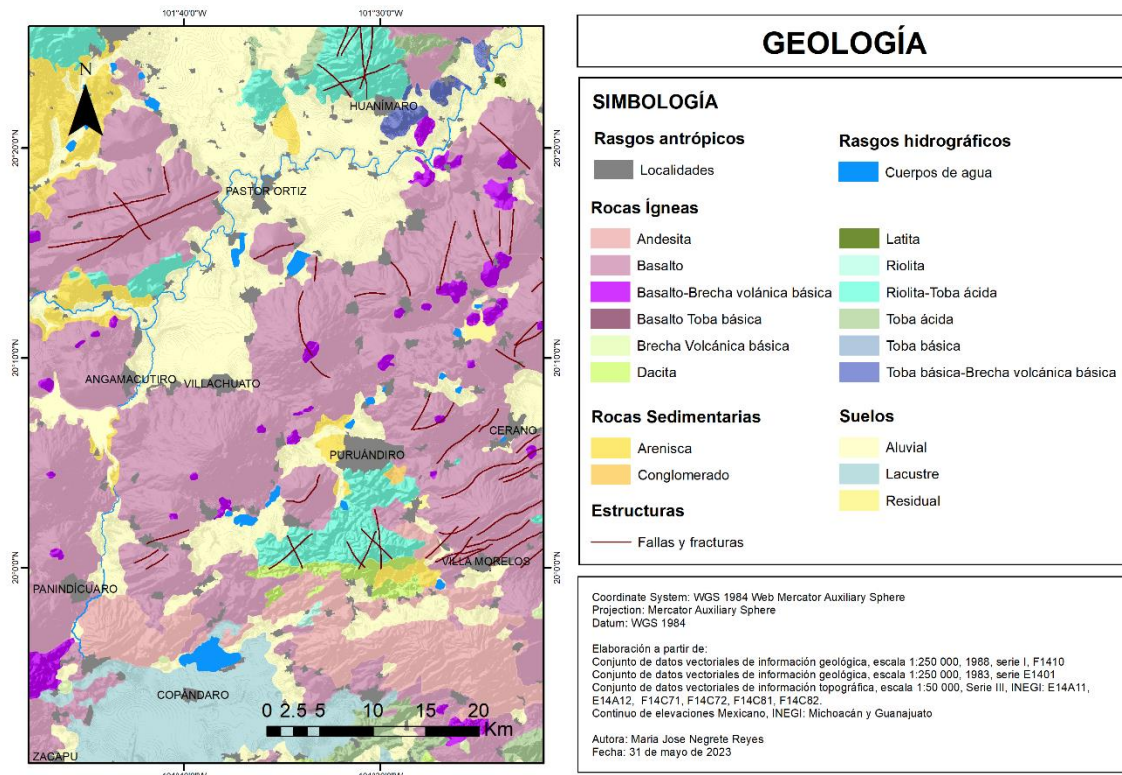 101°40'0"W
101°30'0"W
N
HUANÍMARO
20°20'0"N
20°20'0"N
PASTOR ORTIZ
20°10'0"N
20°10'0"N
ANGAMACUTIRO
VILLACHUATO
CERANO
PURUÁNDIRO
20°0'0"N
20°0'0"N
VILLA MORELOS
PANINDÍCUARO
COPÁNDARO
0 2.5 5 10 15 20
Km
ZACAPU
101°40'0"W
101°30'0"W
GEOLOGÍA
SIMBOLOGÍA
Rasgos antrópicos
Localidades
Rasgos hidrográficos
Cuerpos de agua
Rocas Ígneas
Andesita
Basalto
Basalto-Brecha volánica básica
Basalto Toba básica
Brecha Volcánica básica
Dacita
Latita
Riolita
Riolita-Toba ácida
Toba ácida
Toba básica
Toba básica-Brecha volcánica básica
Rocas Sedimentarias
Arenisca
Conglomerado
Suelos
Aluvial
Lacustre
Residual
Estructuras
Fallas y fracturas
Coordinate System: WGS 1984 Web Mercator Auxiliary Sphere
Projection: Mercator Auxiliary Sphere
Datum: WGS 1984
Elaboración a partir de:
Conjunto de datos vectoriales de información geológica, escala 1:250 000, 1988, serie I, F1410
Conjunto de datos vectoriales de información geológica, escala 1:250 000, 1983, serie E1401
Conjunto de datos vectoriales de información topográfica, escala 1:50 000, Serie III, INEGI: E14A11,
E14A12, F14C71, F14C72, F14C81, F14C82.
Continuo de elevaciones Mexicano, INEGI: Michoacán y Guanajuato
Autora: Maria Jose Negrete Reyes
Fecha: 31 de mayo de 2023